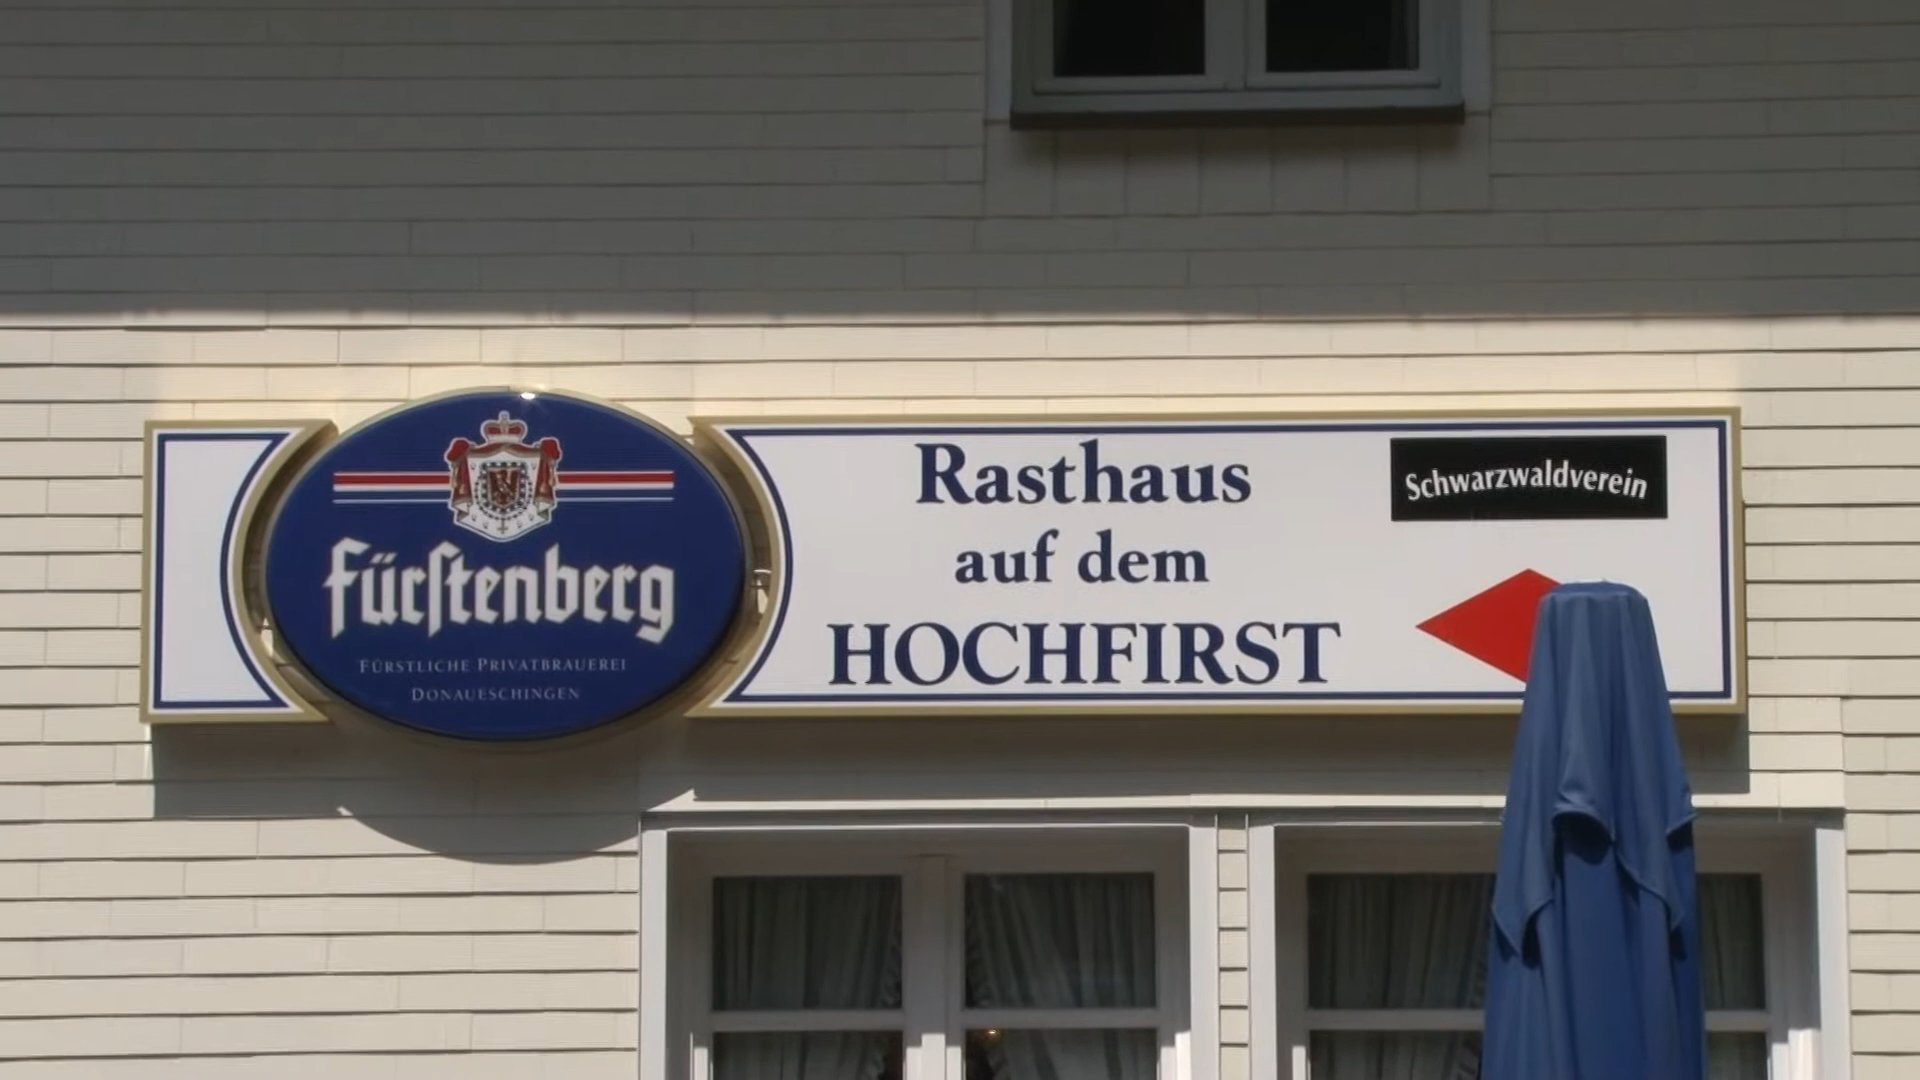 Fürstenberg
FÜRSTLICHE PRIVATBRAUEREI
DONAUESCHINGEN
Rasthaus
auf dem
HOCHFIRST
Schwarzwaldverein